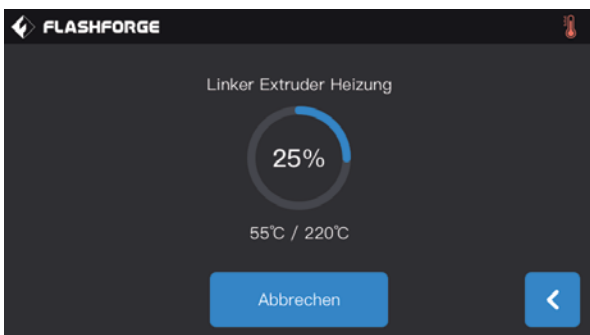 FLASHFORGE
Linker Extruder Heizung
25%
55℃ / 220℃
Abbrechen